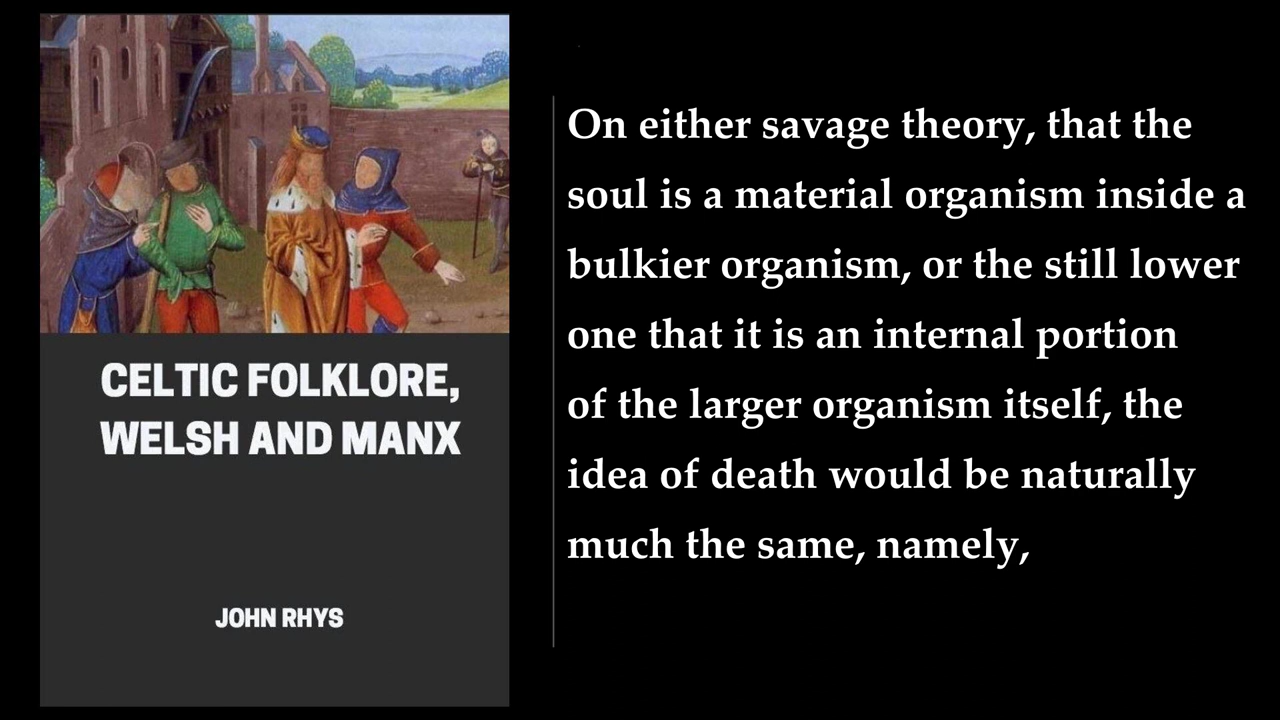 CELTIC FOLKLORE,
WELSH AND MANX
JOHN RHYS
On either savage theory, that the
soul is a material organism inside a
bulkier organism, or the still lower
one that it is an internal portion
of the larger organism itself, the
idea of death would be naturally
much the same, namely,